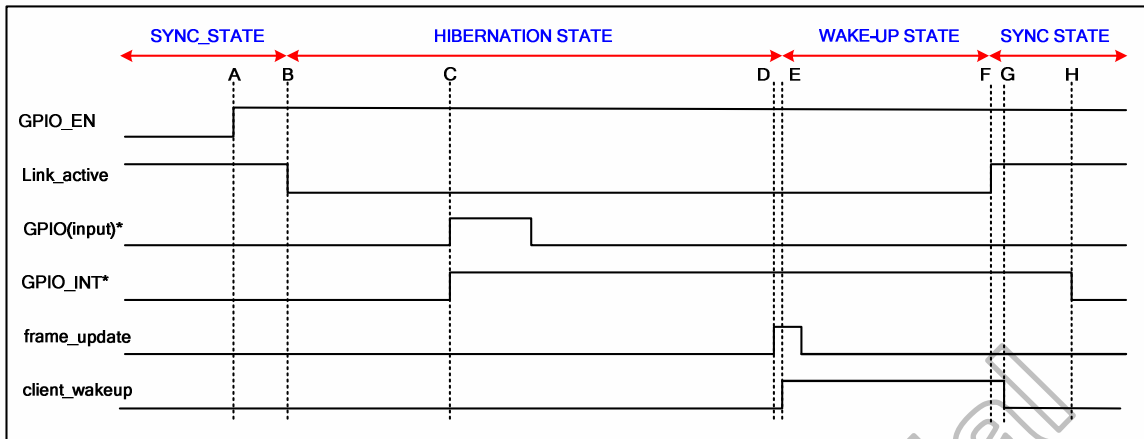 SYNC_STATE HIBERNATION STATE WAKE-UP STATE SYNC STATE
A B C D E F G H
GPIO_EN
Link_active
GPIO(input)*
GPIO_INT*
frame_update
client_wakeup